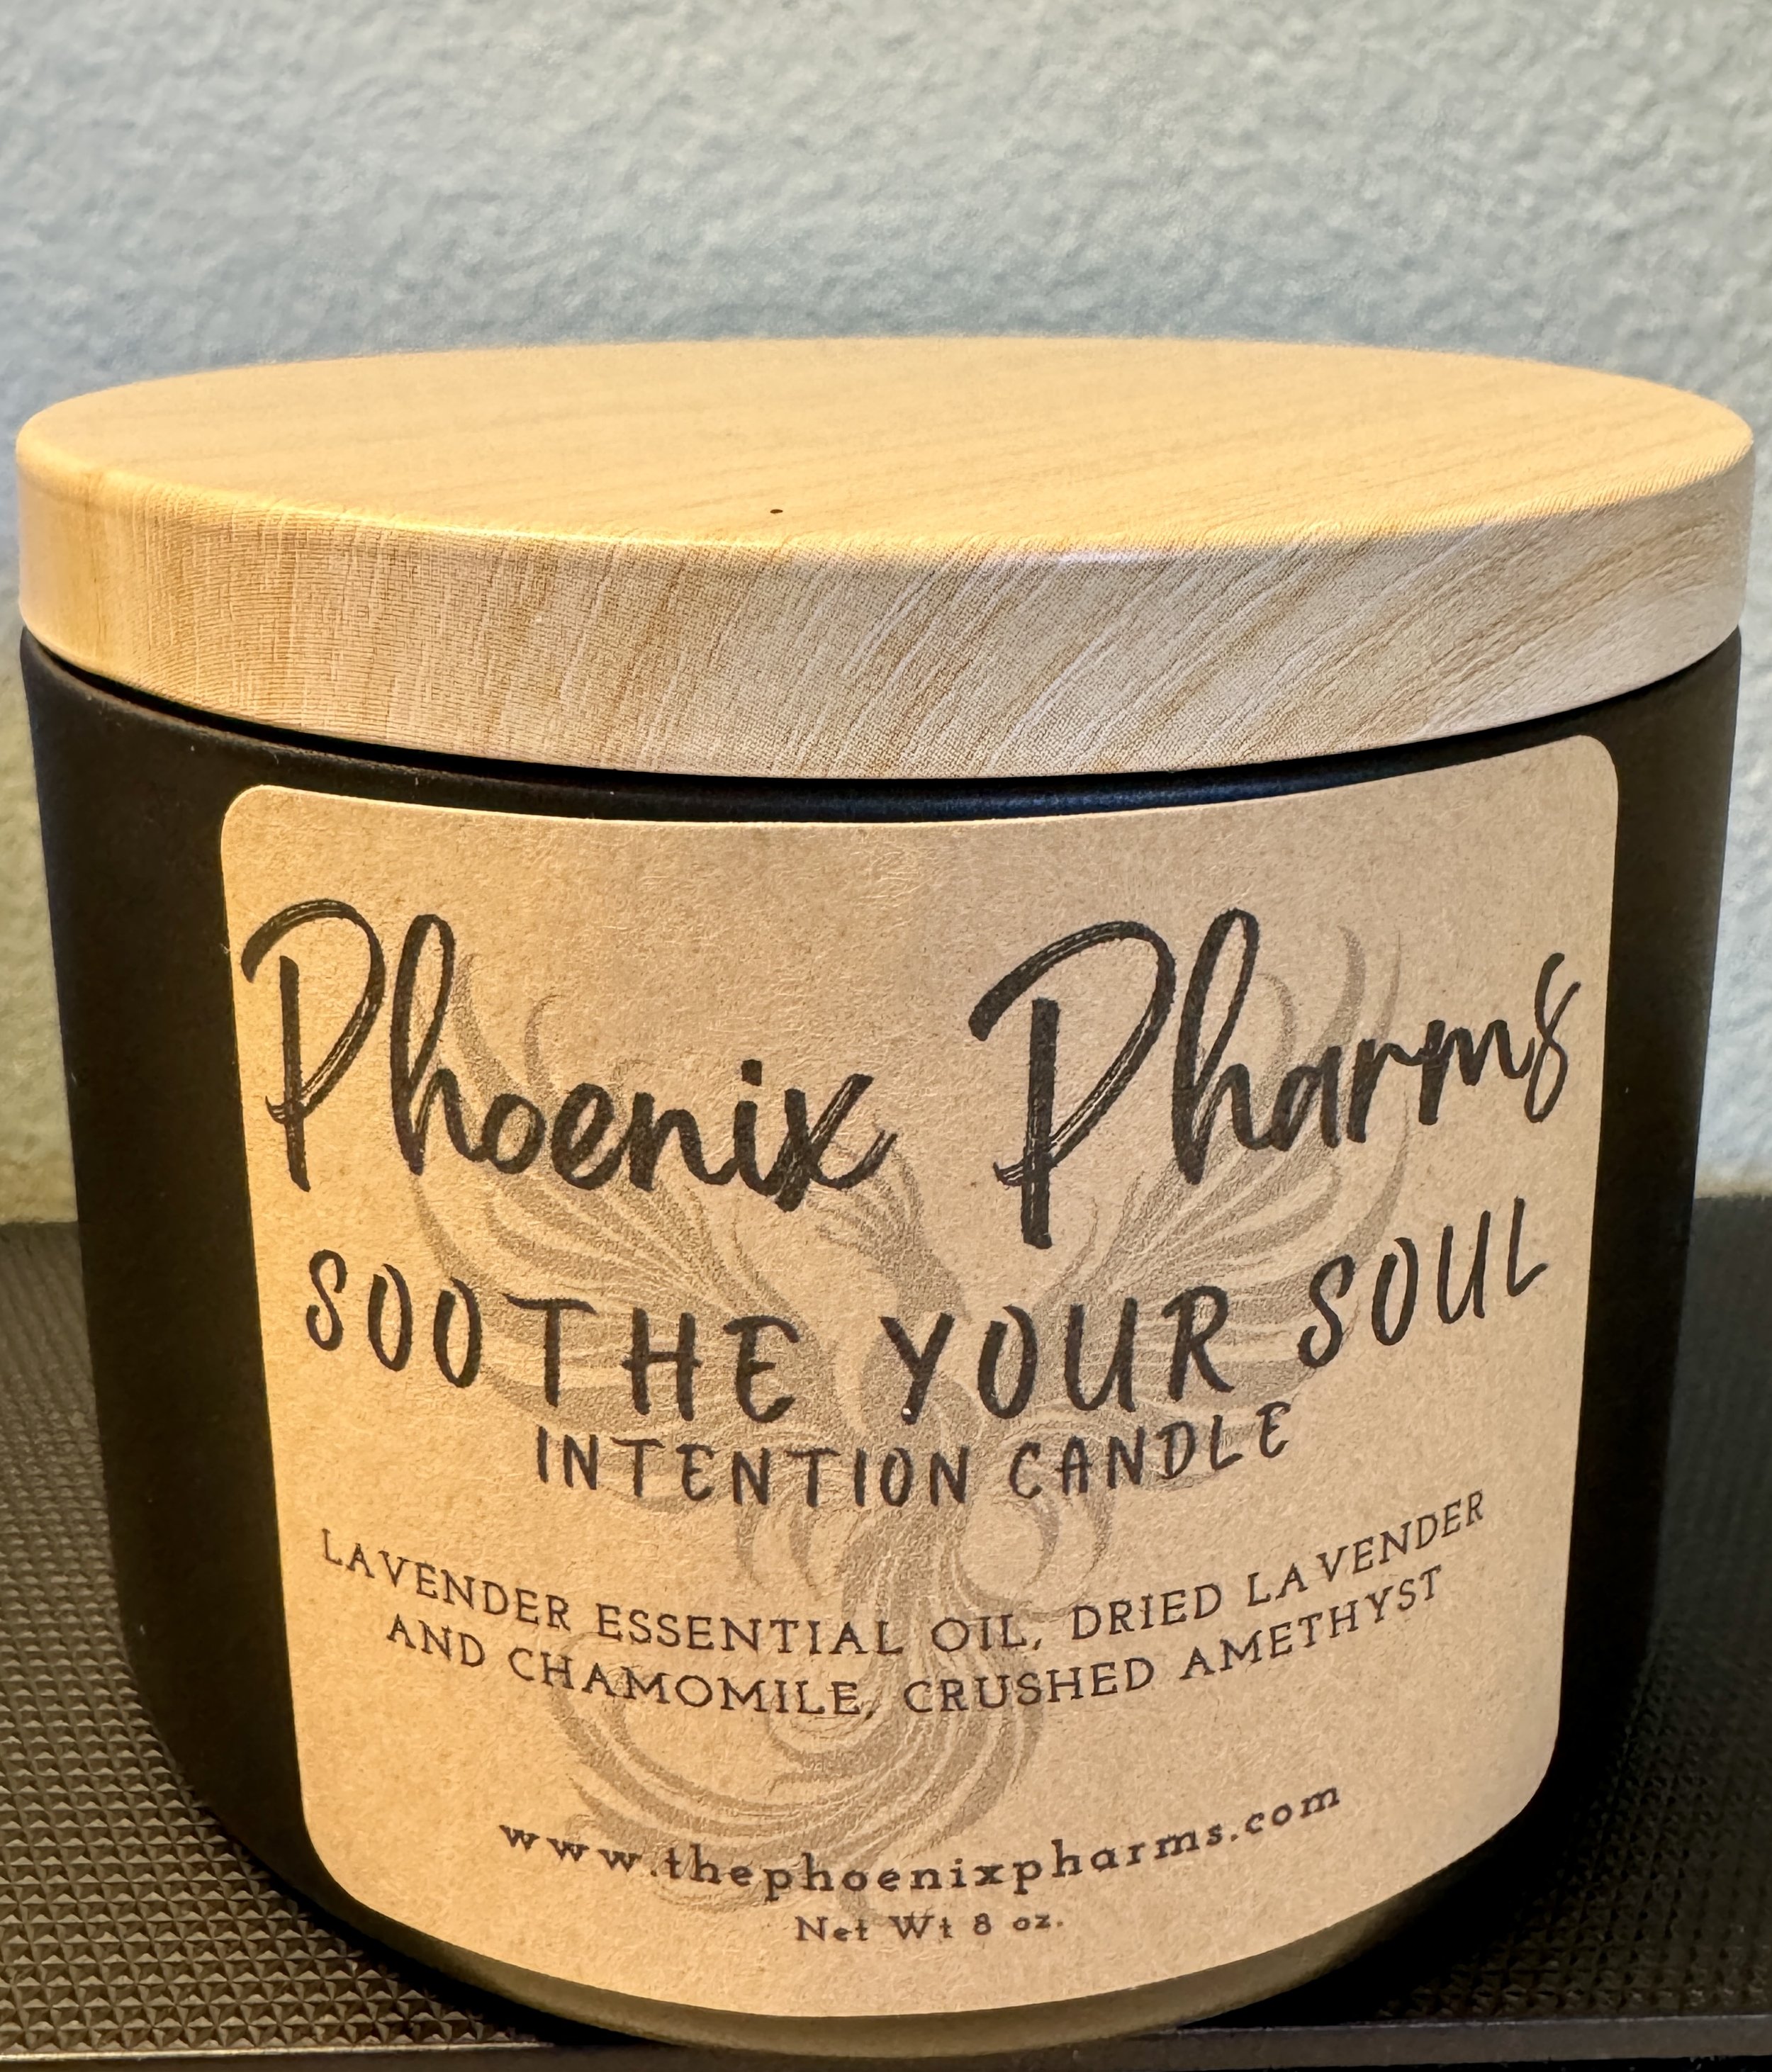 Phoenix Pharms
SOOTHE YOUR SOUL
INTENTION CANDLE
LAVENDER ESSENTIAL OIL, DRIED LAVENDER
AND CHAMOMILE, CRUSHED AMETHYST
www.thephoenixpharms.com
Net Wt 8 oz.